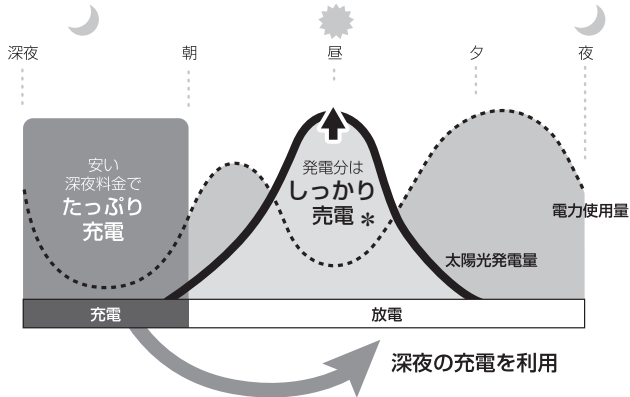 深夜
朝
昼
夕
夜
安い
深夜料金で
たっぷり
充電
発電分は
しっかり
売電＊
電力使用量
太陽光発電量
充電
放電
深夜の充電を利用